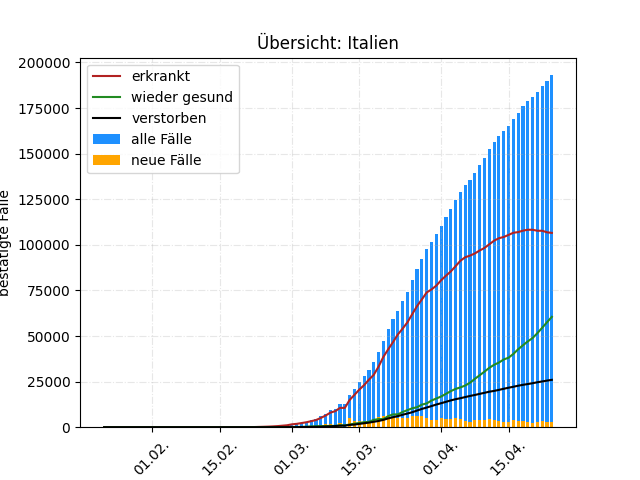 Übersicht: Italien
bestätigte Fälle
200000
175000
150000
125000
100000
75000
50000
25000
0
erkrankt
wieder gesund
verstorben
alle Fälle
neue Fälle
01.02.
15.02.
01.03.
15.03.
01.04.
15.04.